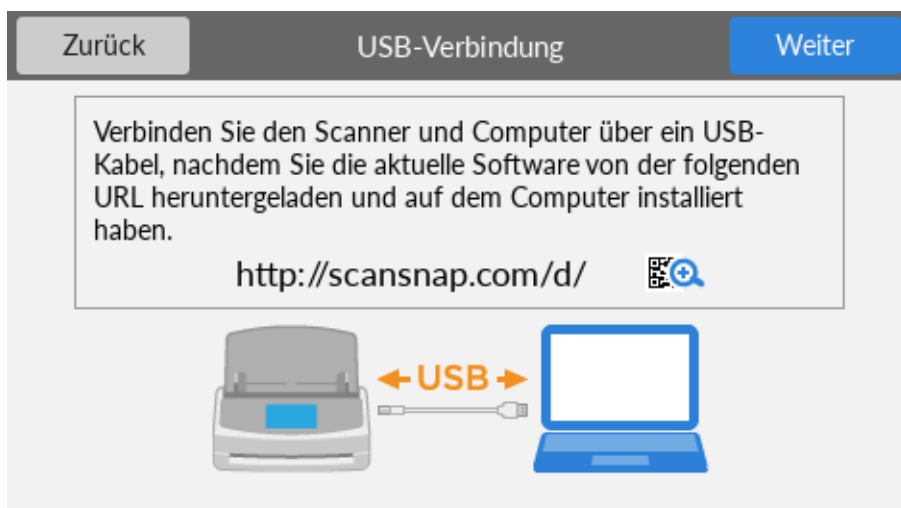 Zurück
USB-Verbindung
Weiter
Verbinden Sie den Scanner und Computer über ein USB-
Kabel, nachdem Sie die aktuelle Software von der folgenden
URL heruntergeladen und auf dem Computer installiert
haben.
http://scansnap.com/d/
USB